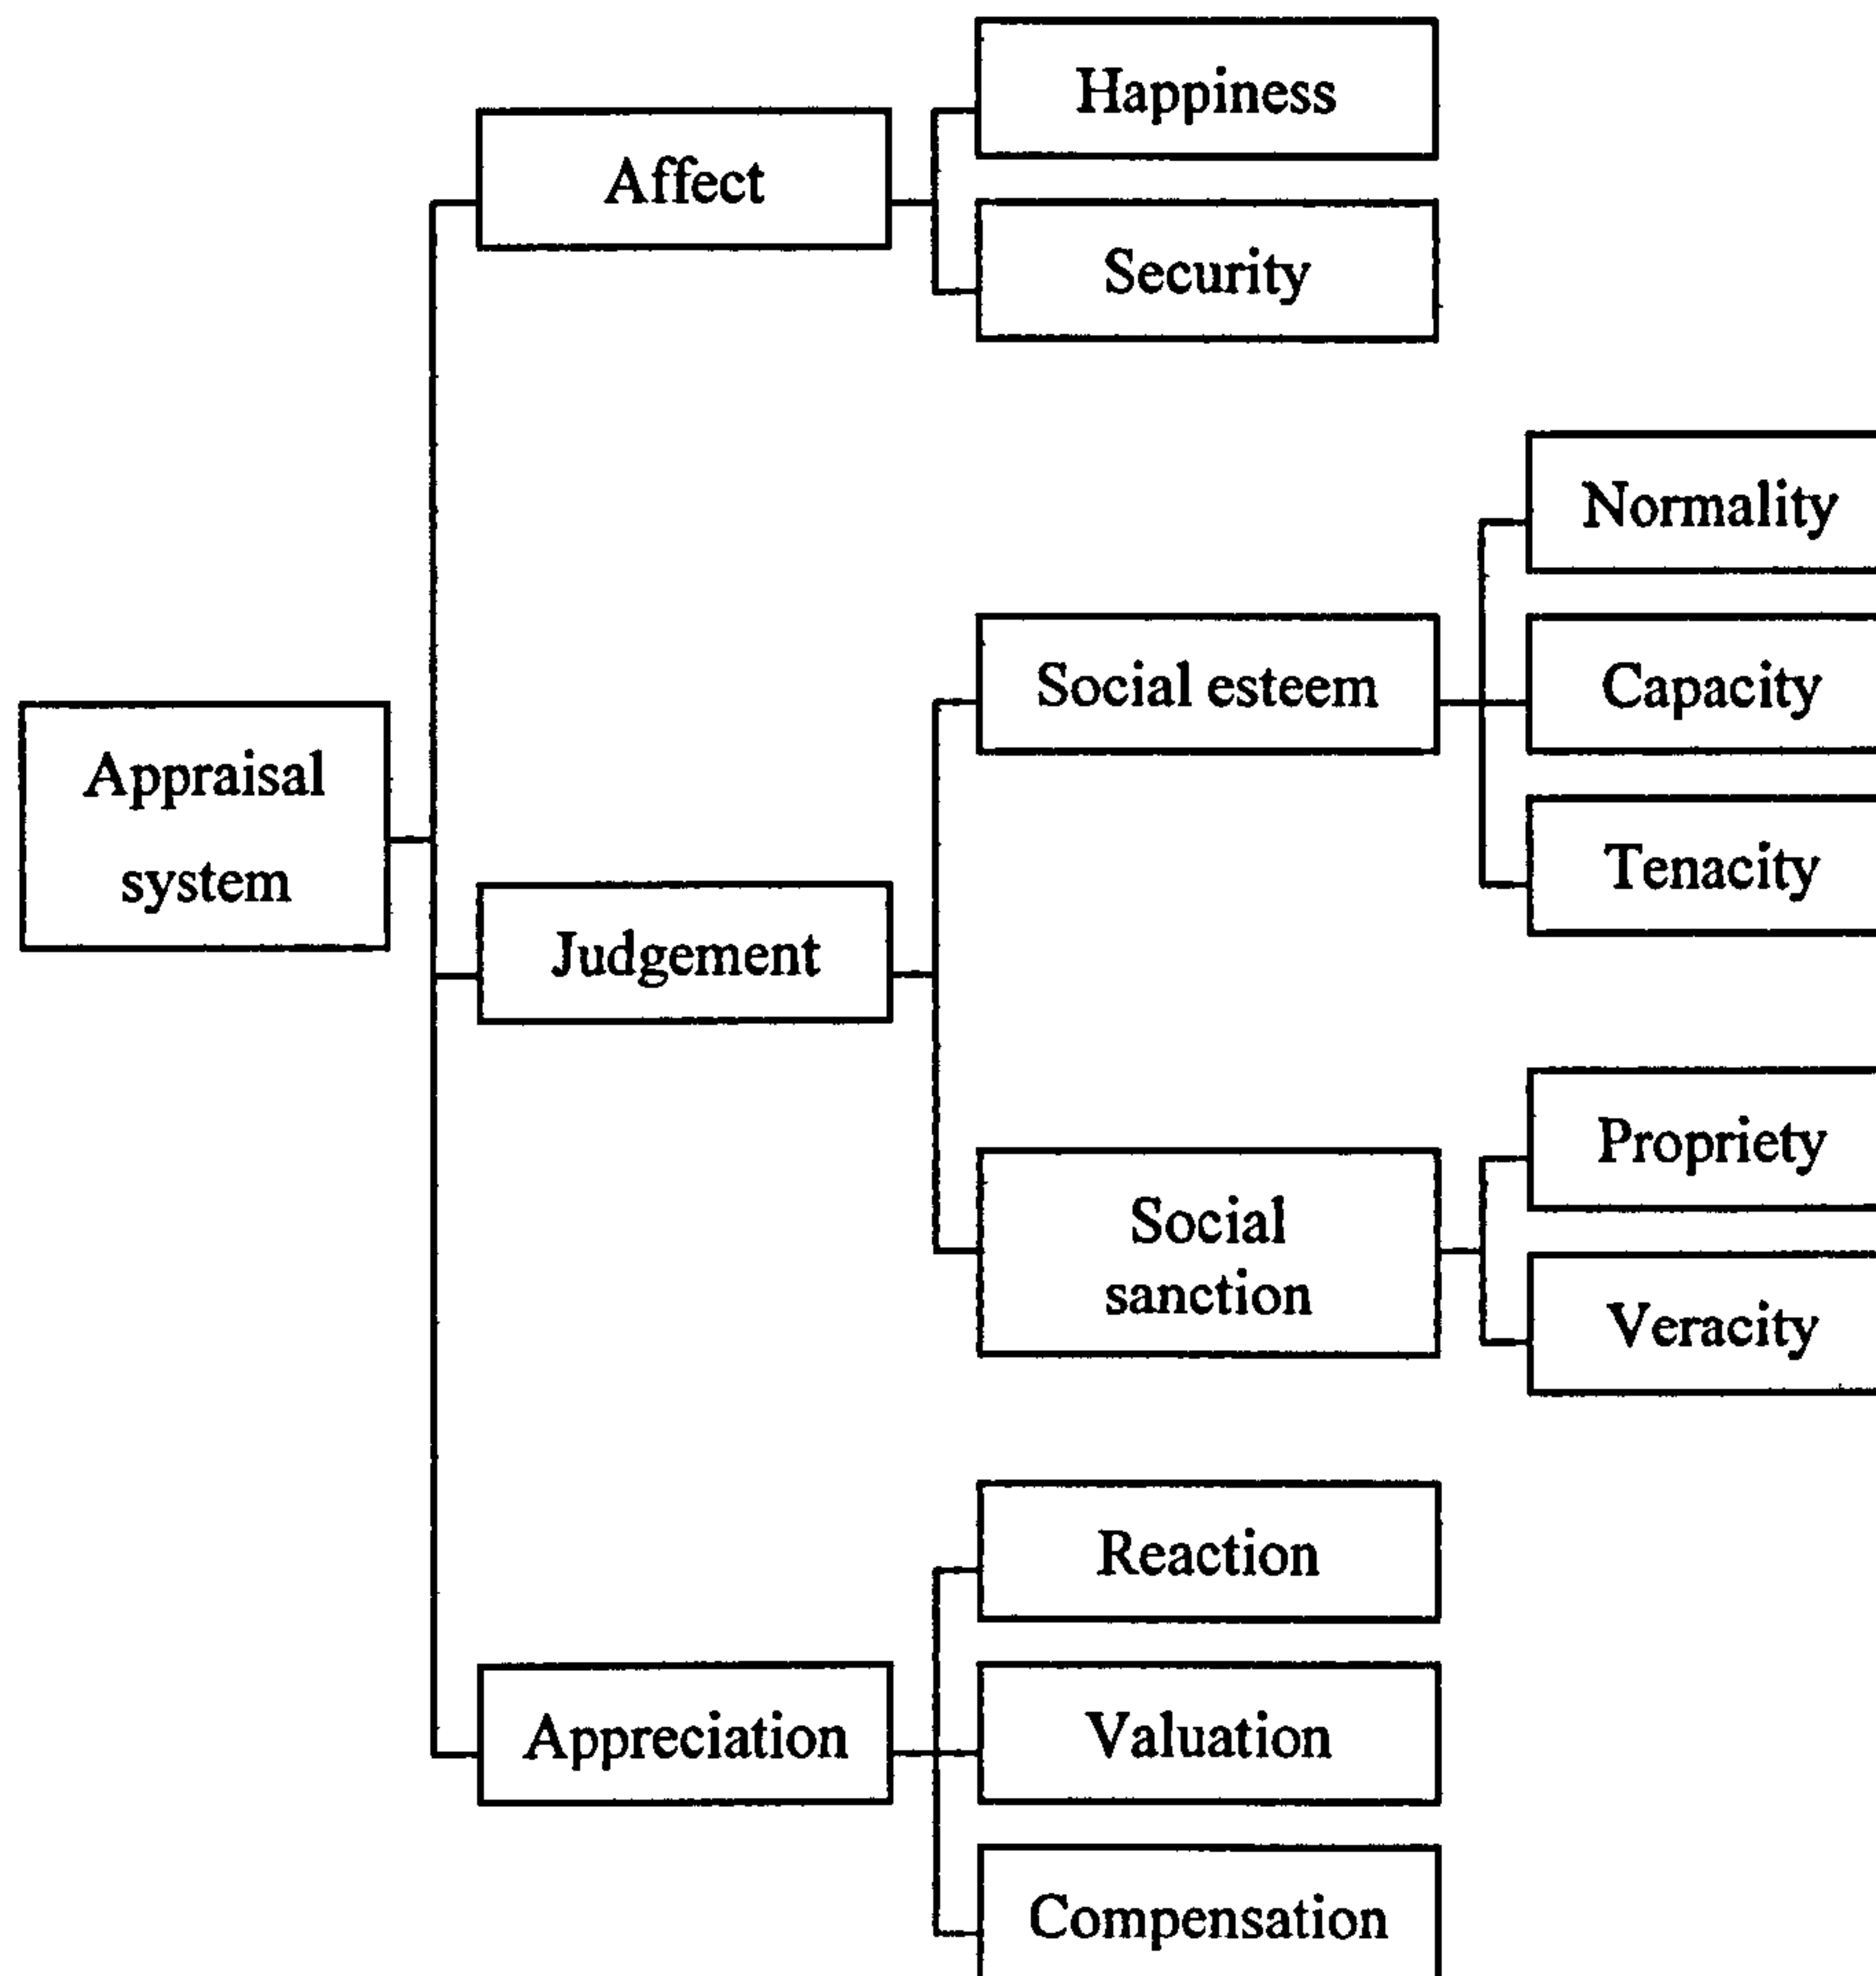 Happiness
Affect
Security
Normality
Social esteem
Capacity
Appraisal
system
Tenacity
Judgement
Propriety
Social
sanction
Veracity
Reaction
Appreciation
Valuation
Compensation